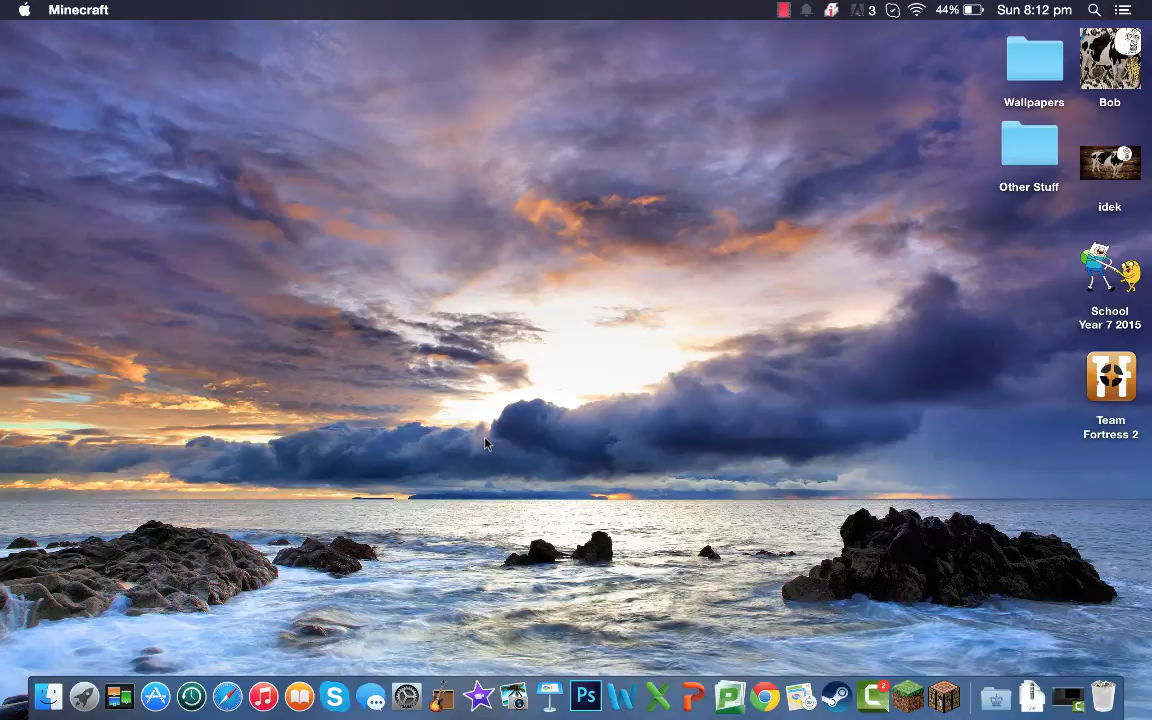 Minecraft
3
44%
Sun 8:12 pm
Wallpapers
Bob
Other Stuff
idek
School
Year 7 2015
Team
Fortress 2
Ps